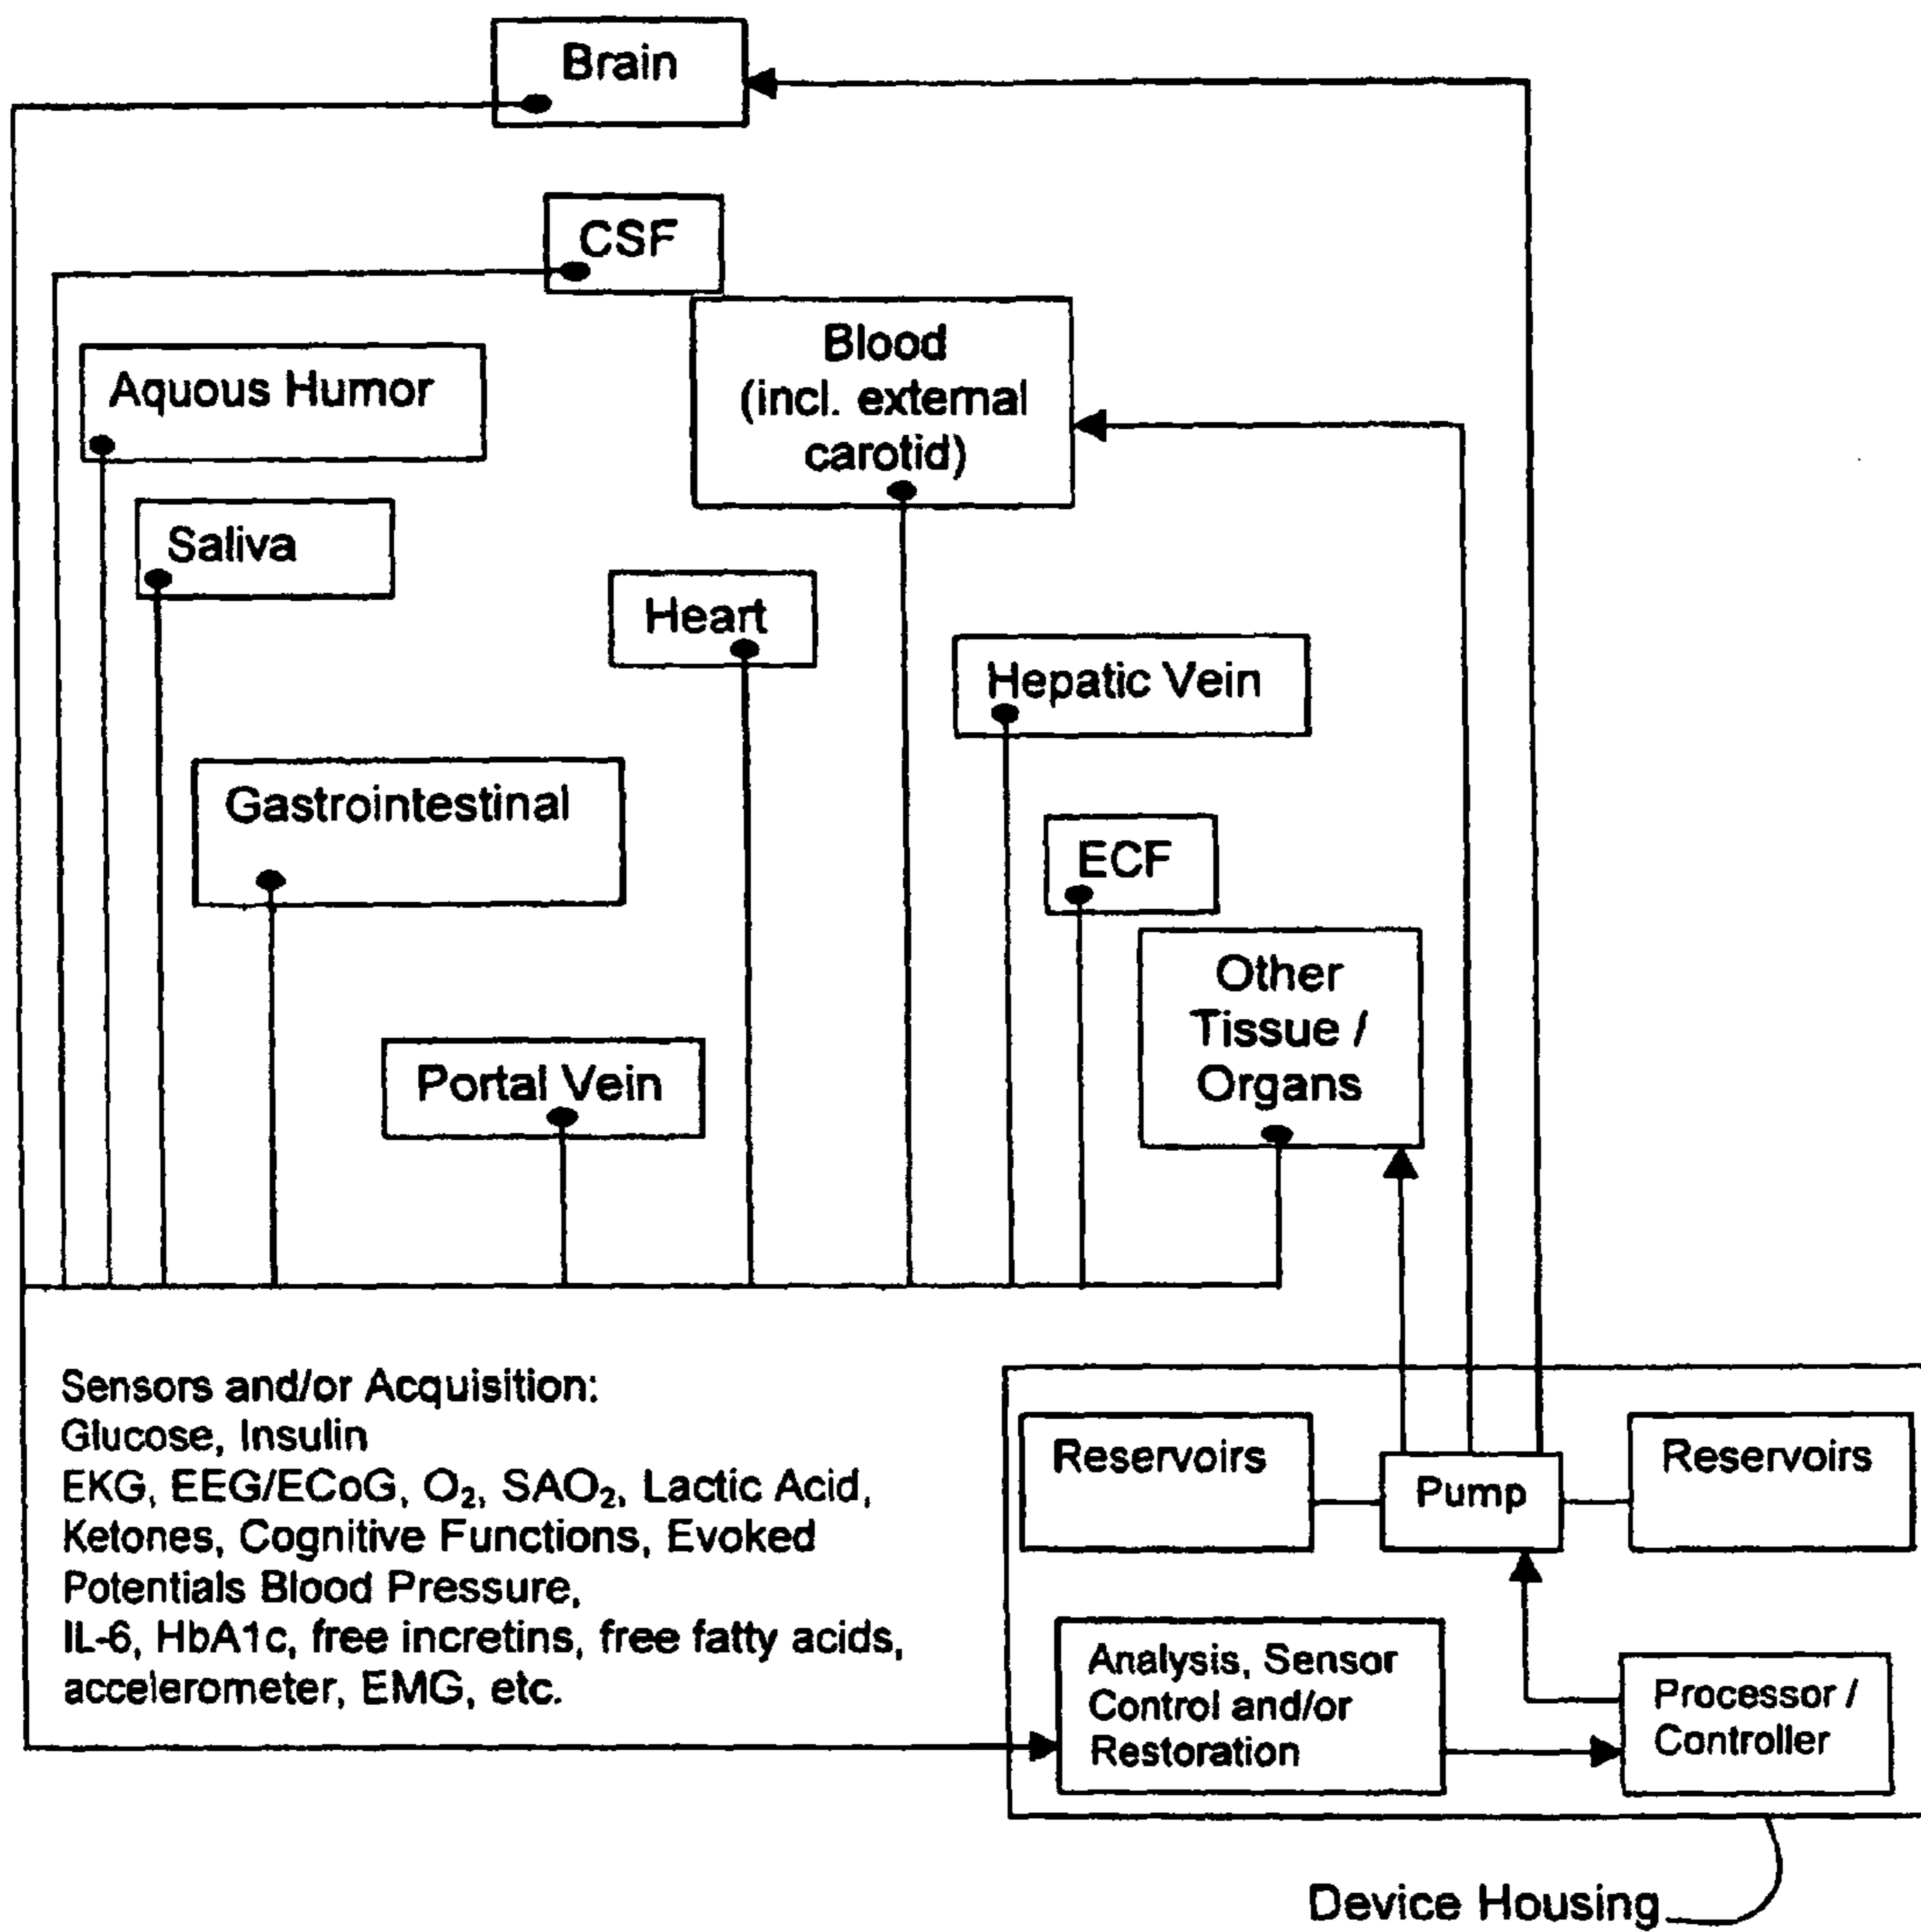 Brain
CSF
Blood
(incl. external
carotid)
Aquous Humor
Saliva
Heart
Hepatic Vein
Gastrointestinal
ECF
Other
Tissue /
Organs
Portal Vein
Sensors and/or Acquisition:
Glucose, Insulin
EKG, EEG/ECoG, O₂, SAO₂, Lactic Acid,
Ketones, Cognitive Functions, Evoked
Potentials Blood Pressure,
IL-6, HbA1c, free incretins, free fatty acids,
accelerometer, EMG, etc.
Reservoirs
Pump
Reservoirs
Analysis, Sensor
Control and/or
Restoration
Processor /
Controller
Device Housing